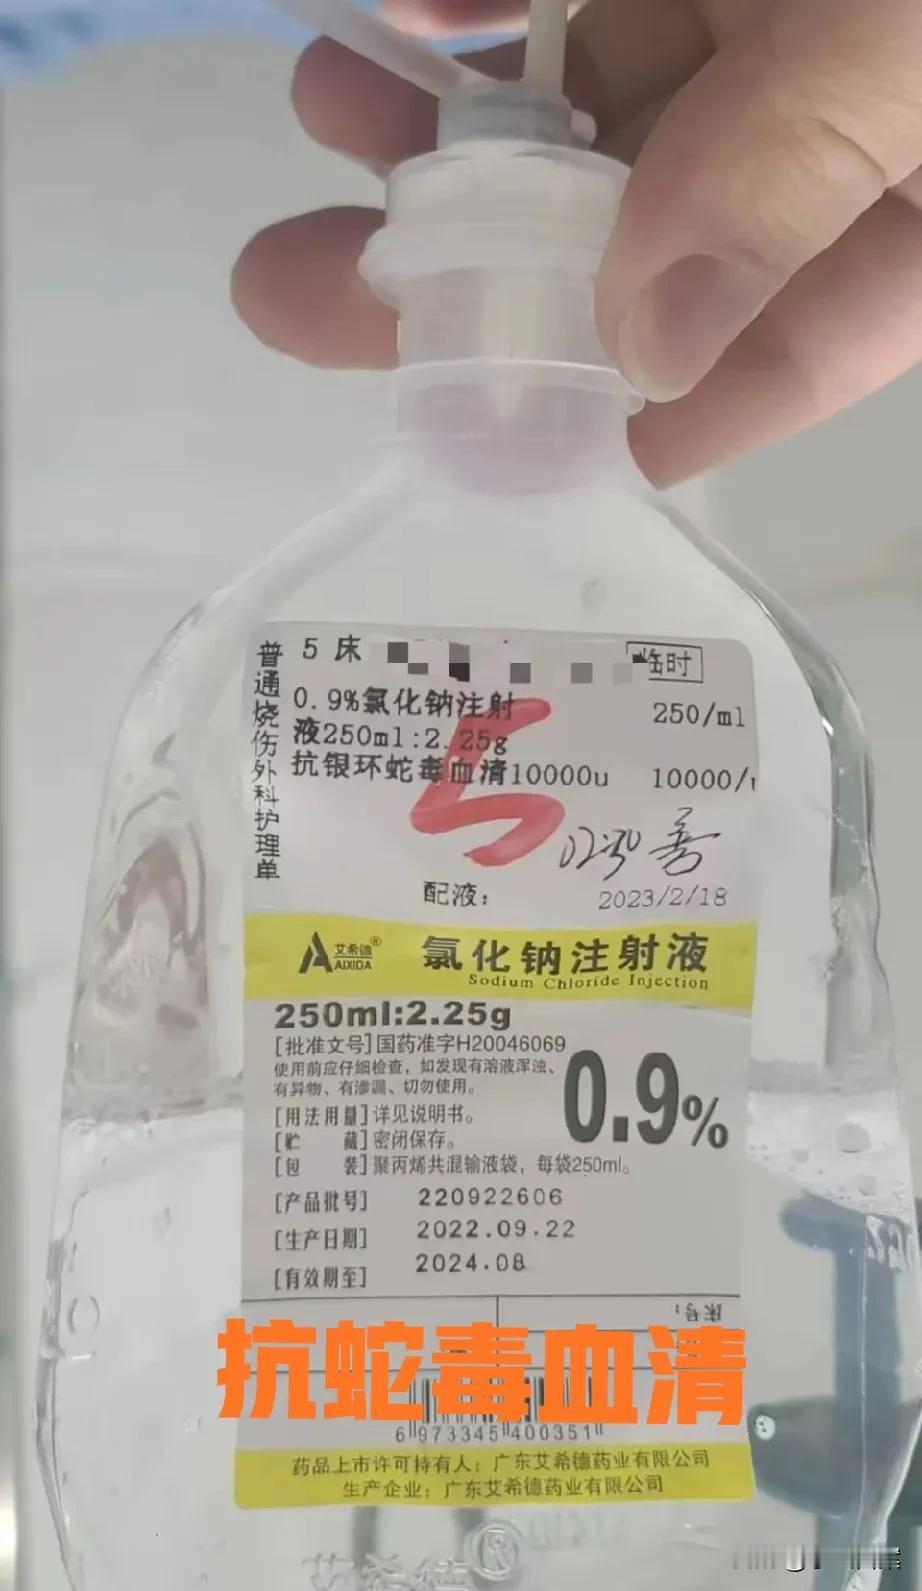 普通烧伤外科护理单
5 床
临时
0.9%氯化钠注射
250/ml
液250ml:2.25g
抗银环蛇毒血清10000u
10000/
5
配液:
2023/2/18
艾希德®
AIXIDA
氯化钠注射液
Sodium Chloride Injection
250ml:2.25g
[批准文号]国药准字H20046069
使用前应仔细检查，如发现有溶液浑浊、
有异物、有渗漏、切勿使用。
0.9%
[用法用量]详见说明书。
[贮 藏]密闭保存。
[包 装]聚丙烯共混输液袋，每袋250ml。
[产品批号] 220922606
[生产日期] 2022.09.22
[有效期至] 2024.08
床号:
抗蛇毒血清
6 973345 400351
药品上市许可持有人：广东艾希德药业有限公司
生产企业：广东艾希德药业有限公司